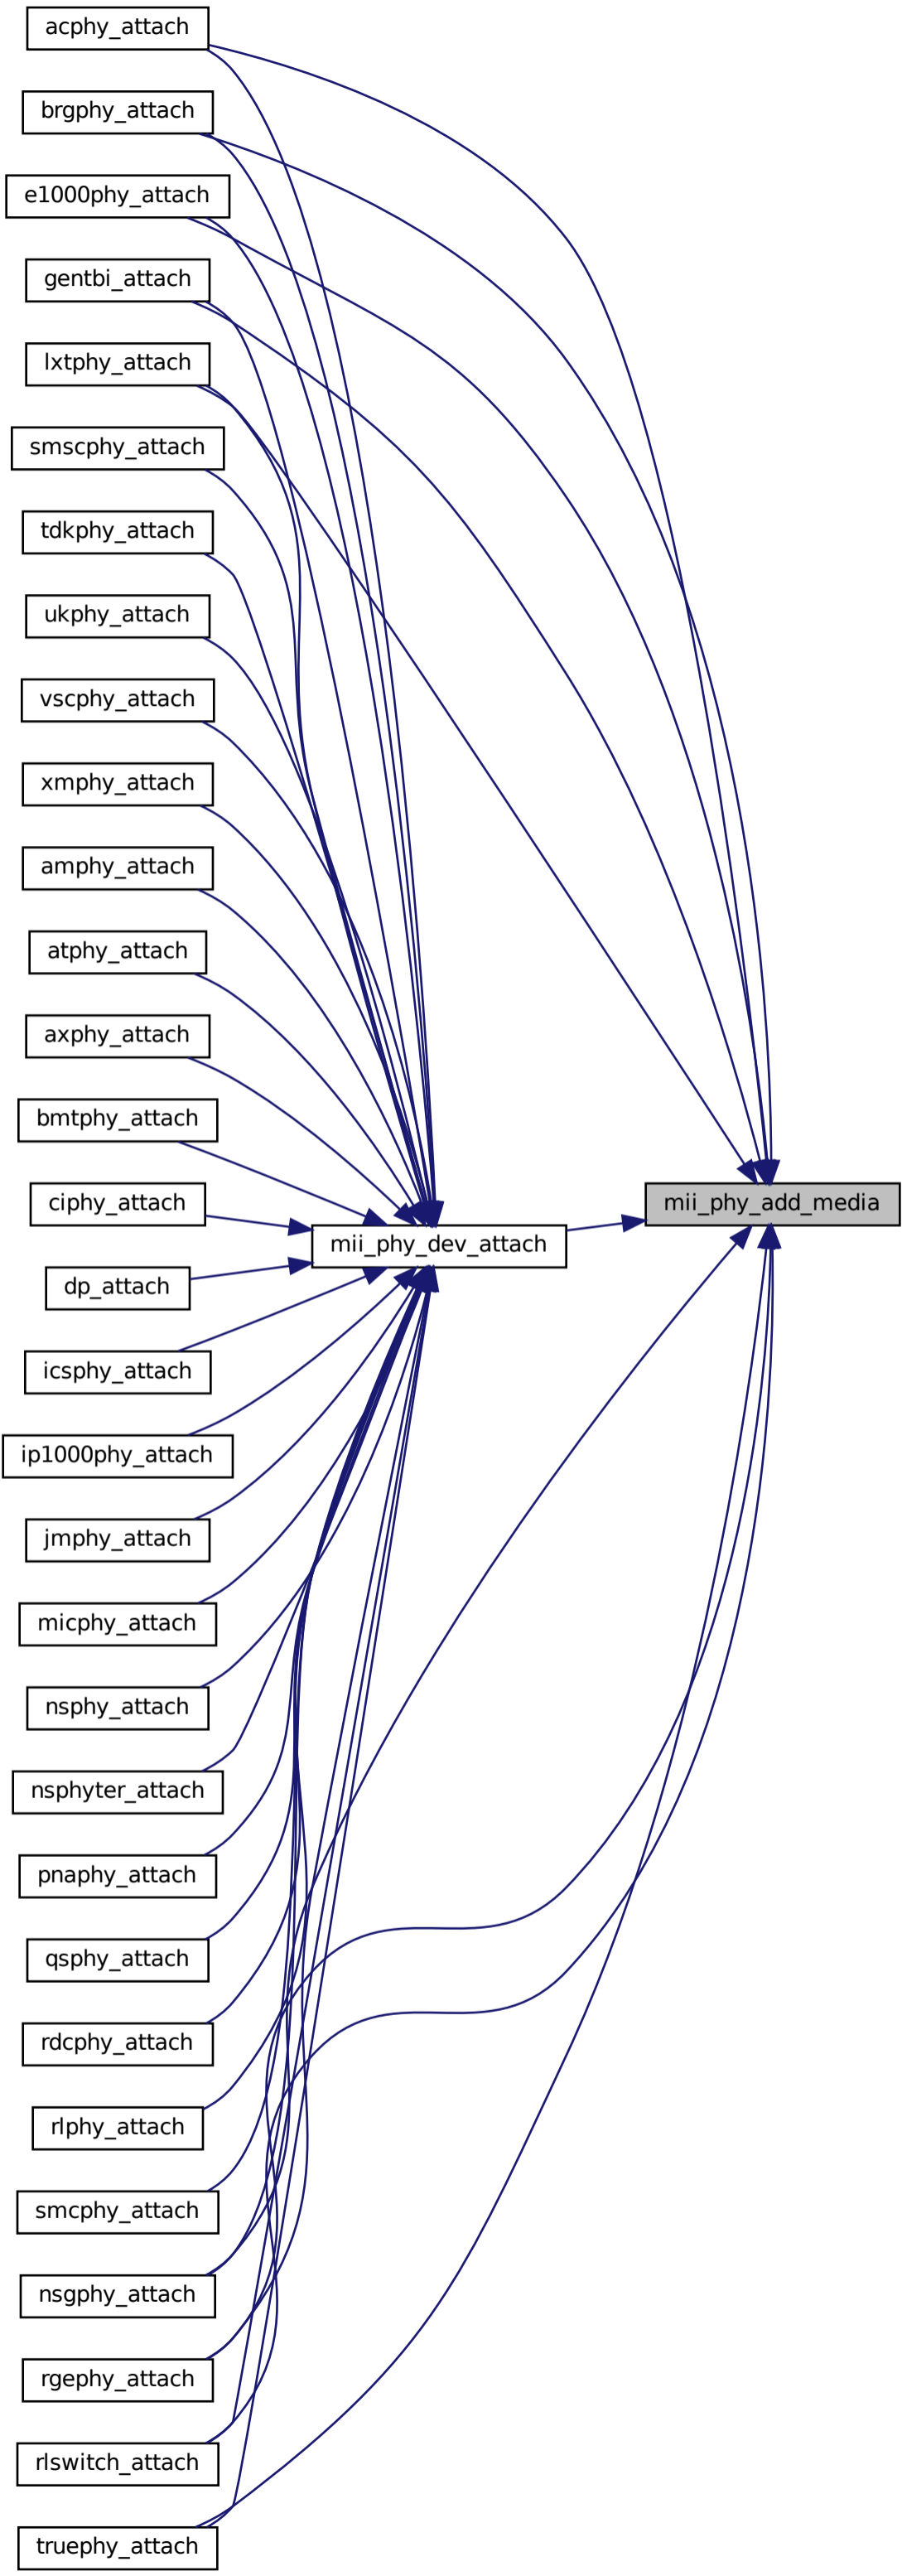 acphy_attach
brgphy_attach
e1000phy_attach
gentbi_attach
lxtphy_attach
smscphy_attach
tdkphy_attach
ukphy_attach
vscphy_attach
xmphy_attach
amphy_attach
atphy_attach
axphy_attach
bmtphy_attach
ciphy_attach
mii_phy_add_media
mii_phy_dev_attach
dp_attach
icsphy_attach
ip1000phy_attach
jmphy_attach
micphy_attach
nsphy_attach
nsphyter_attach
pnaphy_attach
qsphy_attach
rdcphy_attach
rlphy_attach
smcphy_attach
nsgphy_attach
rgephy_attach
rlswitch_attach
truephy_attach